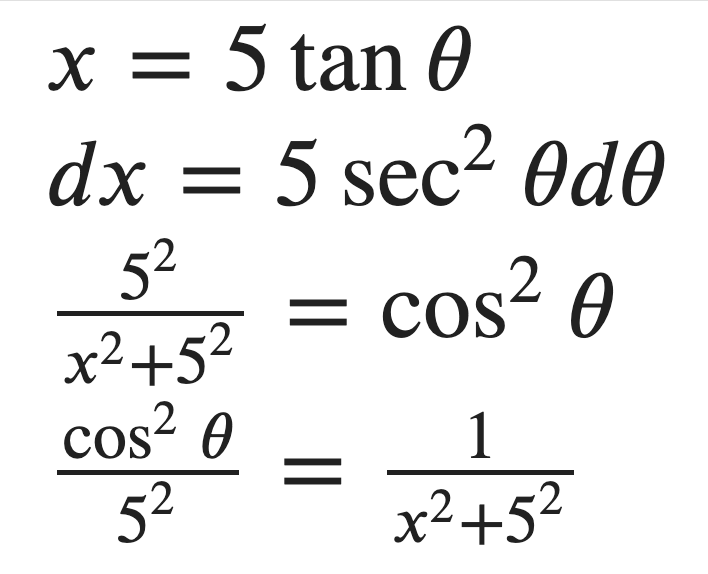 x = 5 tan θ
dx = 5 sec² θdθ
5²/(x²+5²) = cos² θ
cos² θ/5² = 1/(x²+5²)